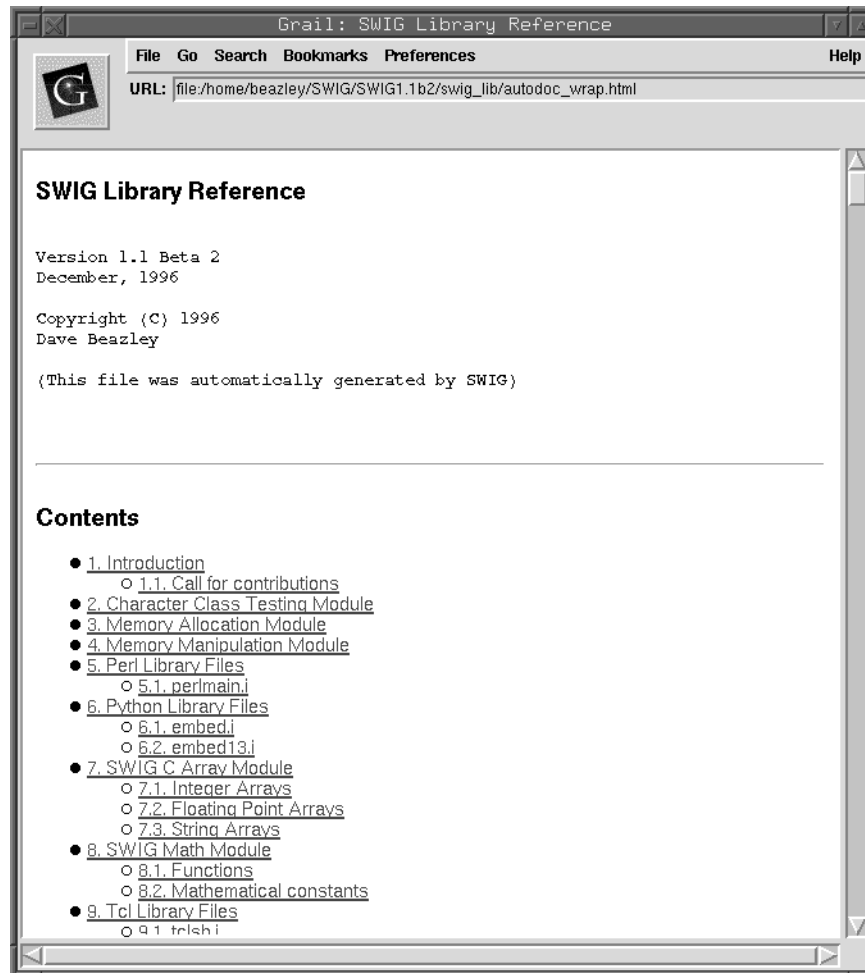 Grail: SWIG Library Reference
G
File Go Search Bookmarks Preferences Help
URL: file:/home/beazley/SWIG/SWIG1.1b2/swig_lib/autodoc_wrap.html
SWIG Library Reference
Version 1.1 Beta 2
December, 1996
Copyright (C) 1996
Dave Beazley
(This file was automatically generated by SWIG)
Contents
1. Introduction
1.1. Call for contributions
2. Character Class Testing Module
3. Memory Allocation Module
4. Memory Manipulation Module
5. Perl Library Files
5.1. perlmain.i
6. Python Library Files
6.1. embed.i
6.2. embed13.i
7. SWIG C Array Module
7.1. Integer Arrays
7.2. Floating Point Arrays
7.3. String Arrays
8. SWIG Math Module
8.1. Functions
8.2. Mathematical constants
9. Tcl Library Files
9.1. tclsh.i